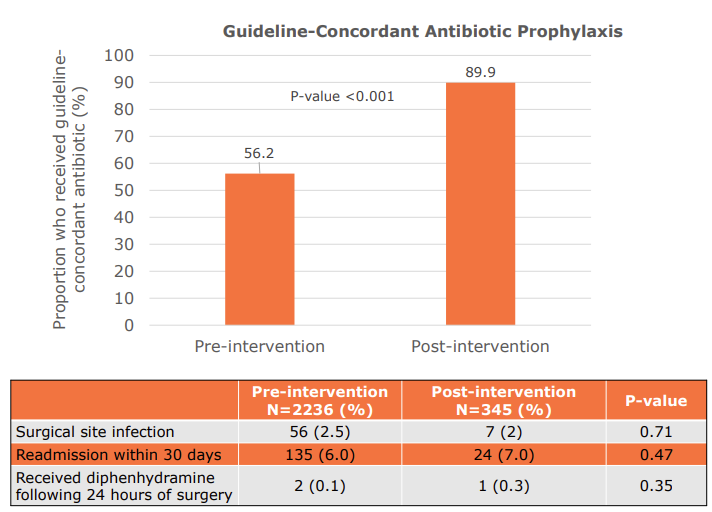 Guideline-Concordant Antibiotic Prophylaxis
Proportion who received guideline-
concordant antibiotic (%)
100
90
80
70
60
50
40
30
20
10
0
P-value <0.001
56.2
89.9
Pre-intervention
Post-intervention
Pre-intervention N=2236 (%) Post-intervention N=345 (%) P-value
Surgical site infection 56 (2.5) 7 (2) 0.71
Readmission within 30 days 135 (6.0) 24 (7.0) 0.47
Received diphenhydramine
following 24 hours of surgery 2 (0.1) 1 (0.3) 0.35